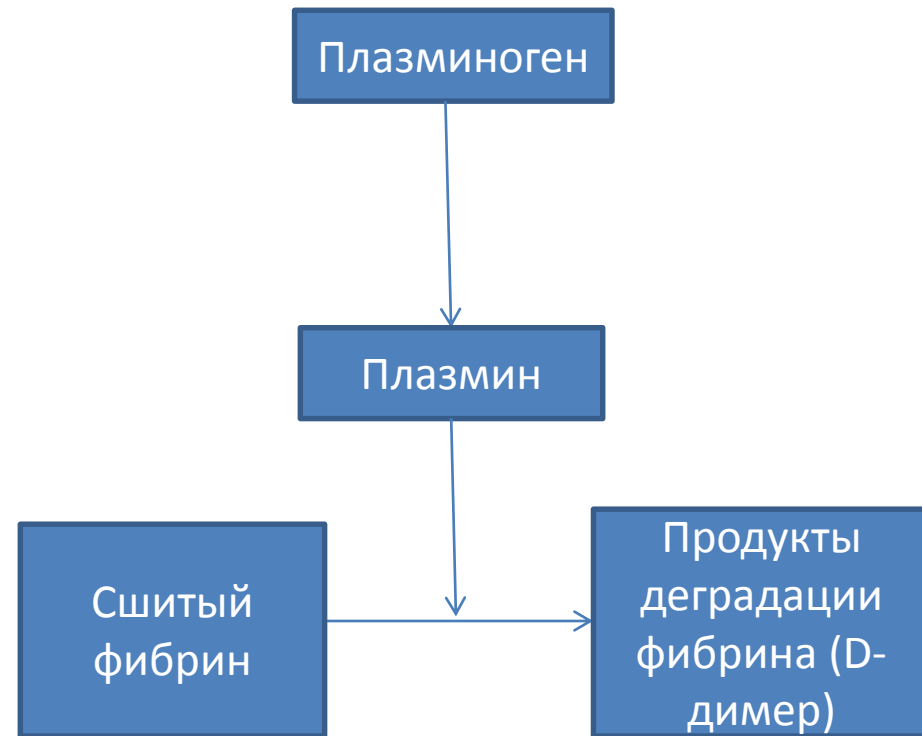 Плазминоген
Плазмин
Сшитый
фибрин
Продукты
деградации
фибрина (D-
димер)